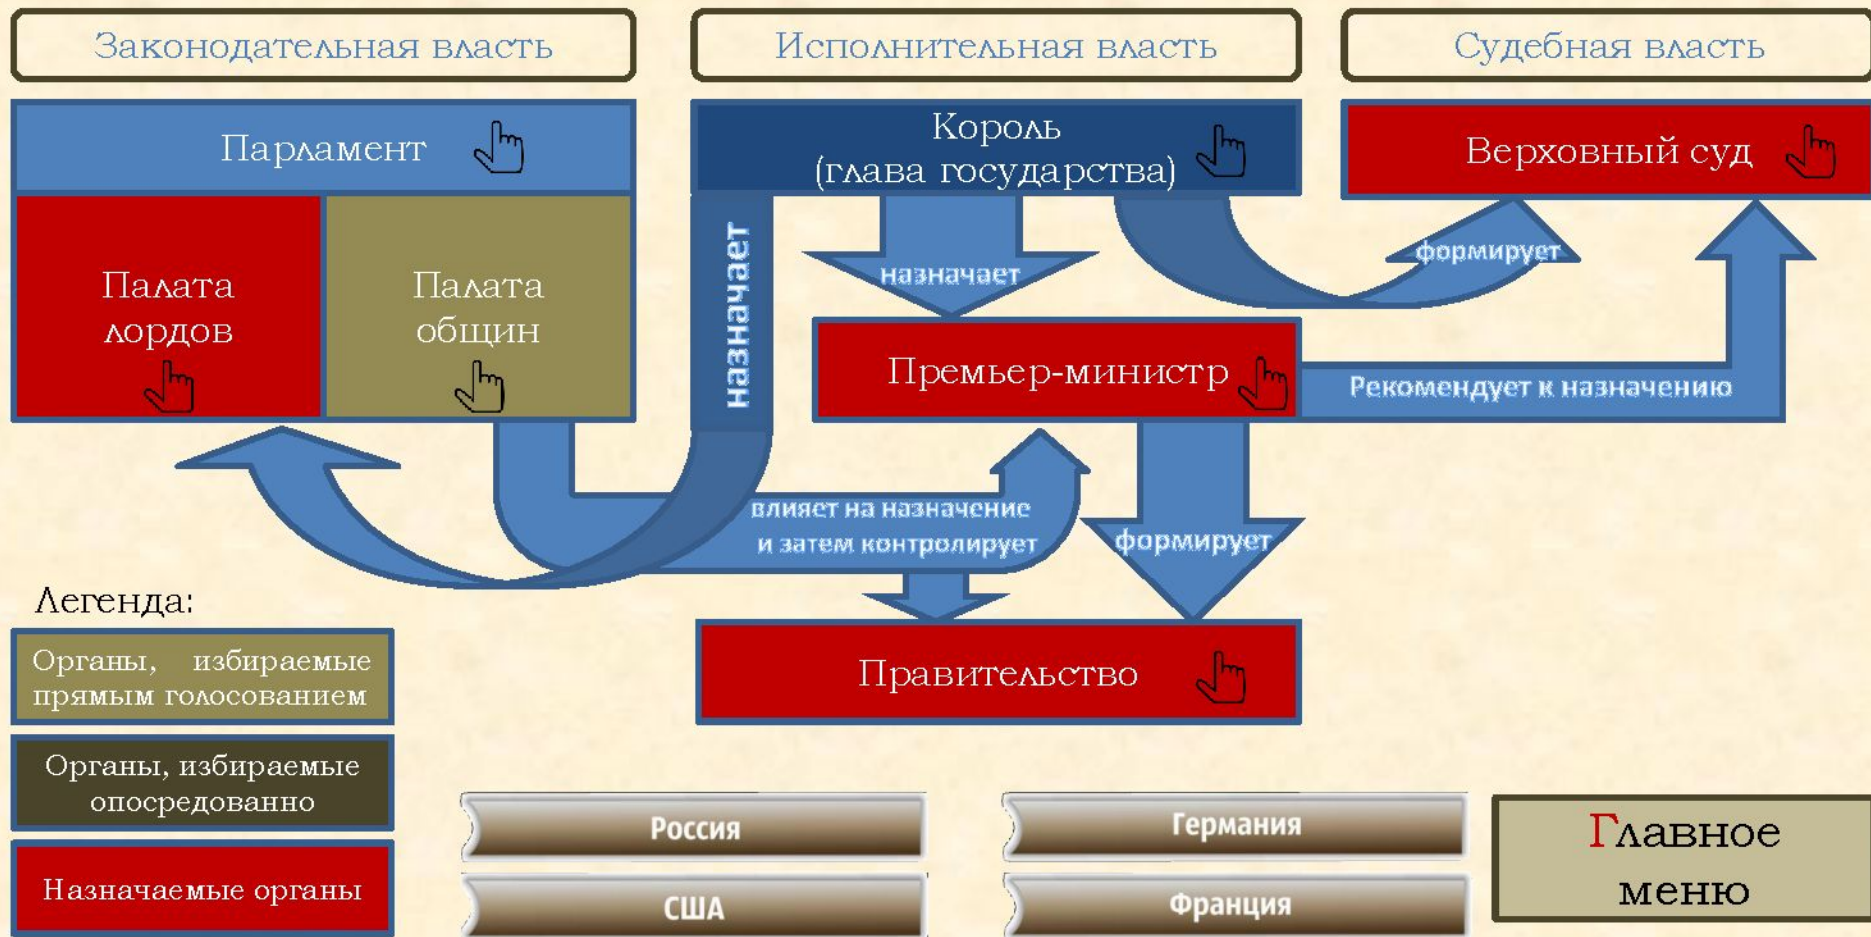 Законодательная власть
Исполнительная власть
Судебная власть
Парламент
Король
(глава государства)
Верховный суд
Палата
лордов
Палата
общин
назначает
назначает
формирует
Премьер-министр
Рекомендует к назначению
влияет на назначение
и затем контролирует
формирует
Правительство
Легенда:
Органы, избираемые
прямым голосованием
Органы, избираемые
опосредованно
Назначаемые органы
Россия
Германия
США
Франция
Главное
меню